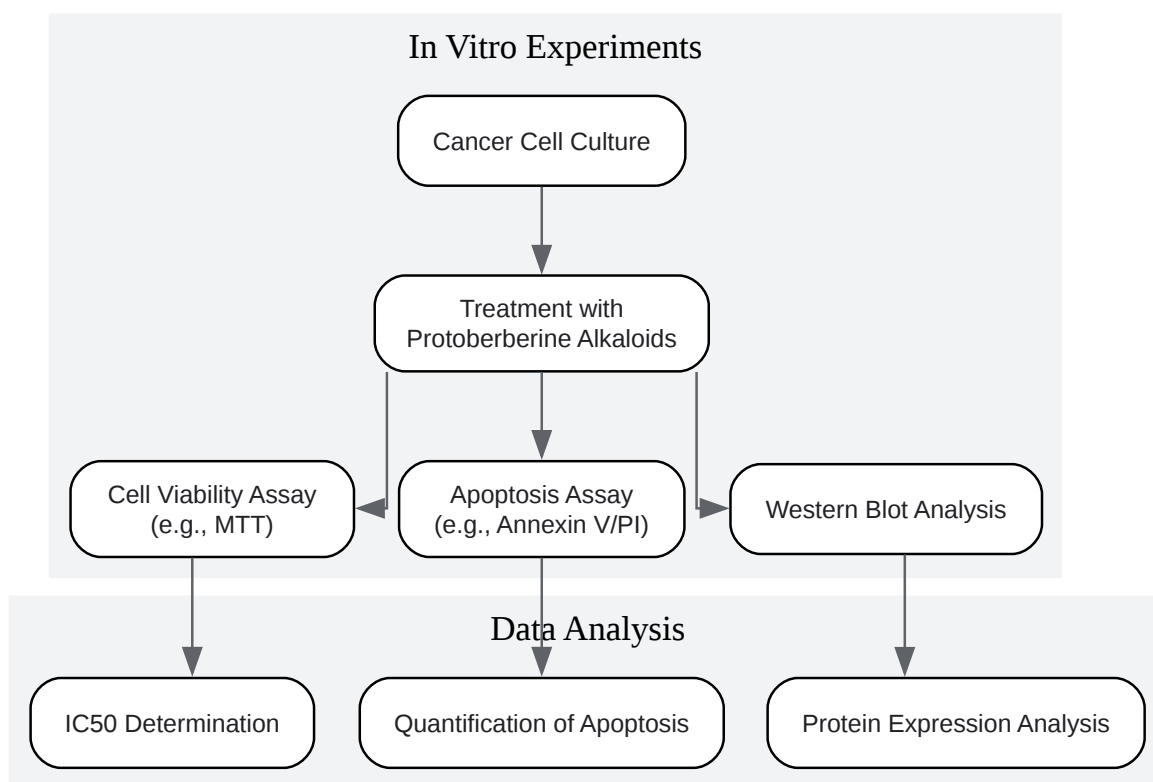 In Vitro Experiments
Cancer Cell Culture
Treatment with
Protoberberine Alkaloids
Cell Viability Assay
(e.g., MTT)
Apoptosis Assay
(e.g., Annexin V/PI)
Western Blot Analysis
Data Analysis
IC50 Determination
Quantification of Apoptosis
Protein Expression Analysis